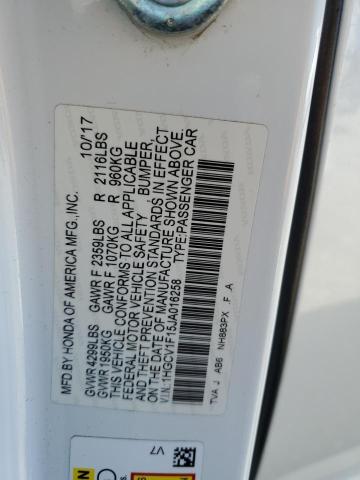 MFD. BY HONDA OF AMERICA MFG.,INC. 10/17
GVWR 4299LBS GAWR F 2359LBS R 2116LBS
GVWR 1950KG GAWR F 1070KG R 960KG
THIS VEHICLE CONFORMS TO ALL APPLICABLE
FEDERAL MOTOR VEHICLE SAFETY , BUMPER,
AND THEFT PREVENTION STANDARDS IN EFFECT
ON THE DATE OF MANUFACTURE SHOWN ABOVE.
V.I.N.:1HGCV1F15JA016258 TYPE:PASSENGER CAR
TVA J AB6 NH883PX F A
V7